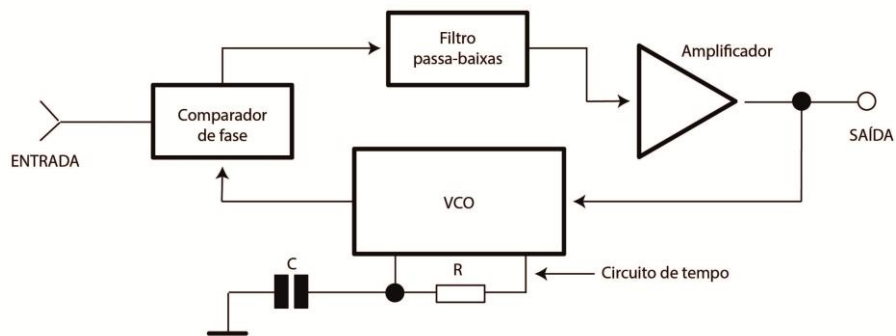 Filtro
passa-baixas
Amplificador
Comparador
de fase
ENTRADA
SAÍDA
VCO
C
R
Circuito de tempo